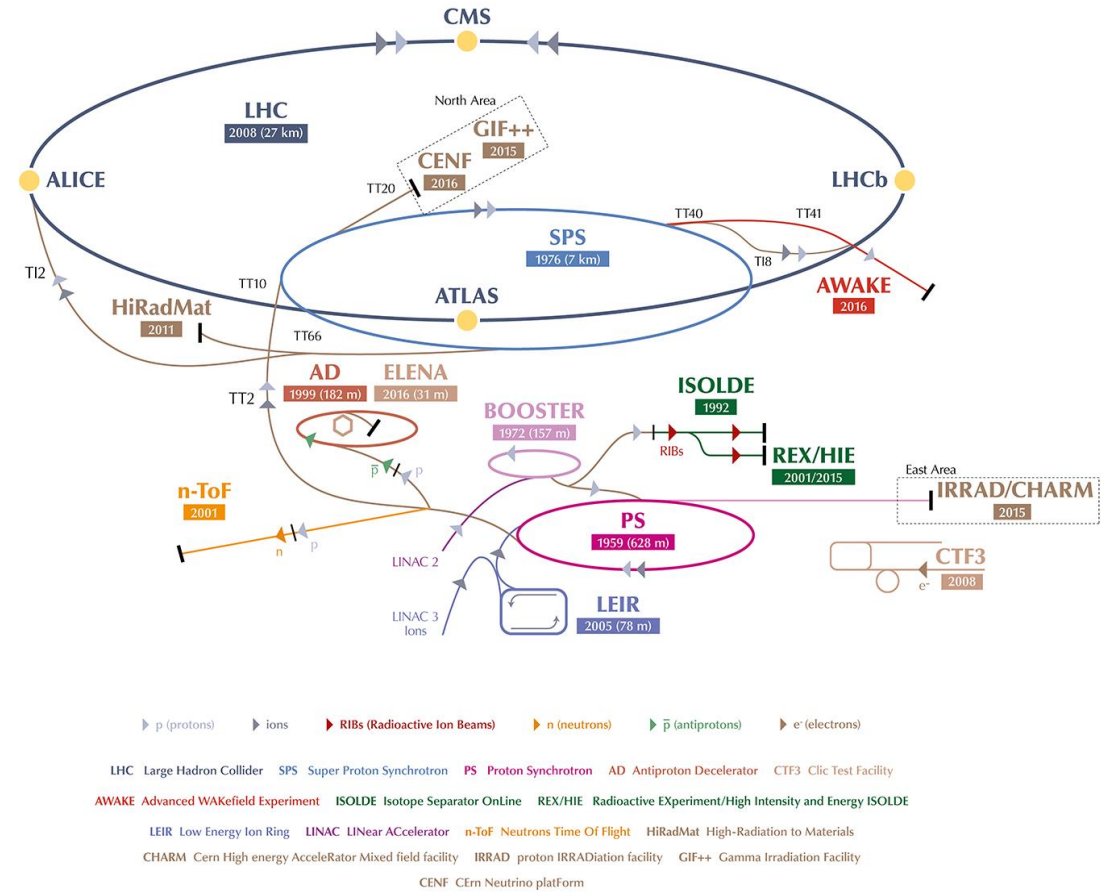 CMS
North Area
LHC
2008 (27 km)
GIF++
2015
CENF
2016
ALICE
TT20
LHCb
TT40
TT41
SPS
1976 (7 km)
TI2
TT10
TI8
ATLAS
AWAKE
2016
HiRadMat
2011
TT66
AD
1999 (182 m)
ELENA
2016 (31 m)
TT2
ISOLDE
1992
BOOSTER
1972 (157 m)
RIBs
REX/HIE
2001/2015
p̅
p
East Area
n-ToF
2001
IRRAD/CHARM
2015
PS
1959 (628 m)
n
p
LINAC 2
CTF3
2008
e-
LEIR
2005 (78 m)
LINAC 3
Ions
p (protons) ions RIBs (Radioactive Ion Beams) n (neutrons) p̅ (antiprotons) e- (electrons)
LHC Large Hadron Collider SPS Super Proton Synchrotron PS Proton Synchrotron AD Antiproton Decelerator CTF3 Clic Test Facility
AWAKE Advanced WAKefield Experiment ISOLDE Isotope Separator OnLine REX/HIE Radioactive EXperiment/High Intensity and Energy ISOLDE
LEIR Low Energy Ion Ring LINAC LINear ACcelerator n-ToF Neutrons Time Of Flight HiRadMat High-Radiation to Materials
CHARM Cern High energy AcceleRator Mixed field facility IRRAD proton IRRADiation facility GIF++ Gamma Irradiation Facility
CENF CErn Neutrino platForm